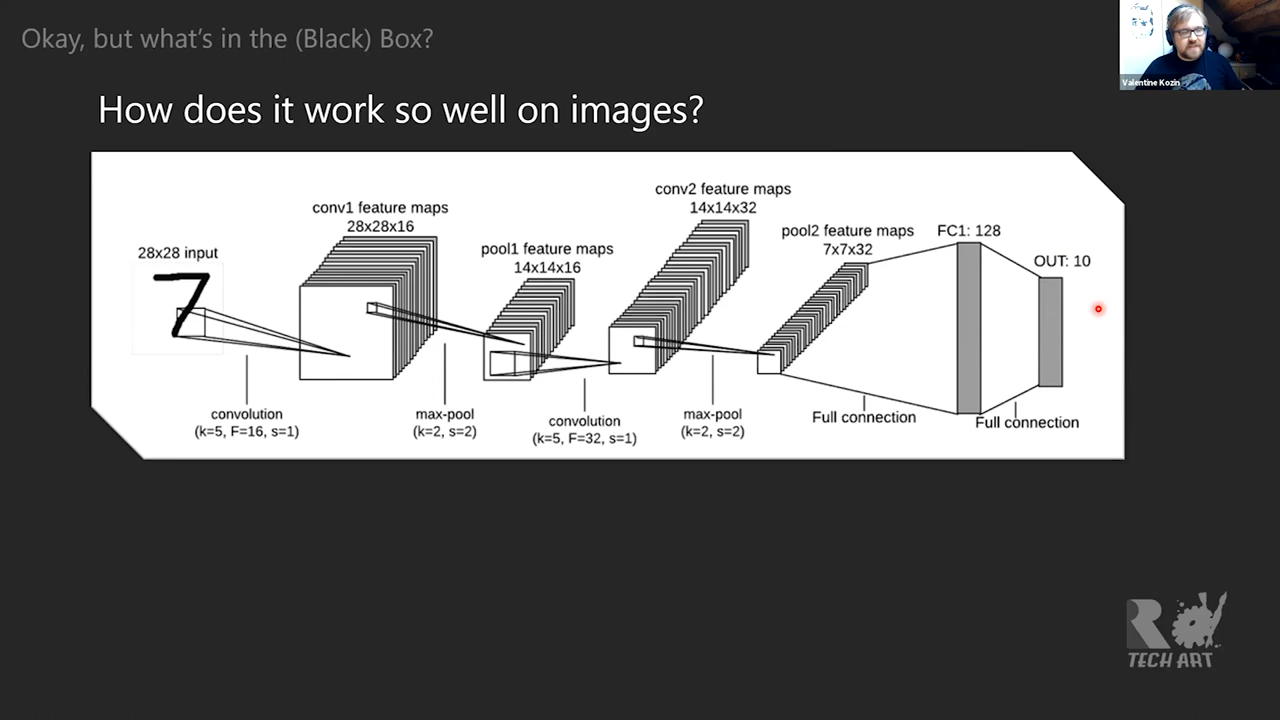 Okay, but what's in the (Black) Box?
Valentine Kozin
How does it work so well on images?
28x28 input
conv1 feature maps
28x28x16
pool1 feature maps
14x14x16
conv2 feature maps
14x14x32
pool2 feature maps
7x7x32
FC1: 128
OUT: 10
convolution
(k=5, F=16, s=1)
max-pool
(k=2, s=2)
convolution
(k=5, F=32, s=1)
max-pool
(k=2, s=2)
Full connection
Full connection
R
TECH ART